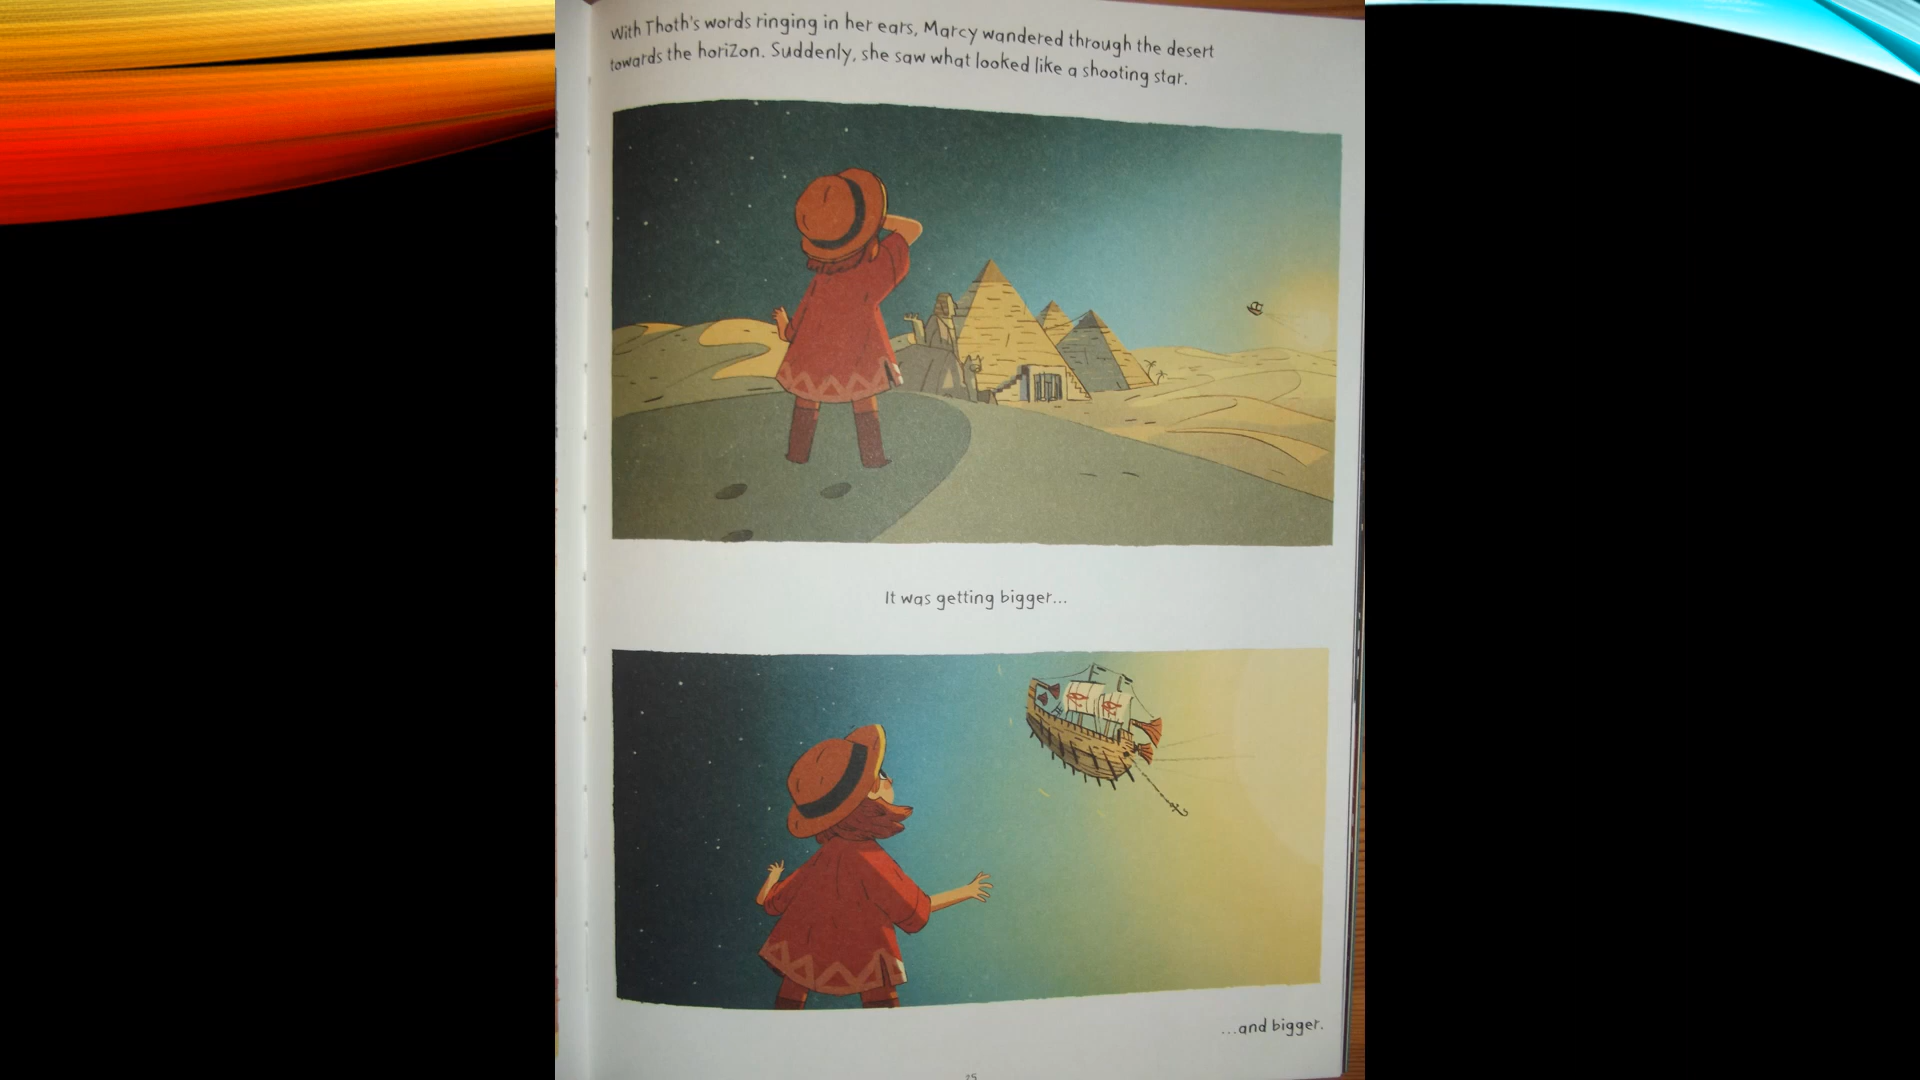 With Thoth's words ringing in her ears, Marcy wandered through the desert
towards the horizon. Suddenly, she saw what looked like a shooting star.
It was getting bigger...
...and bigger.